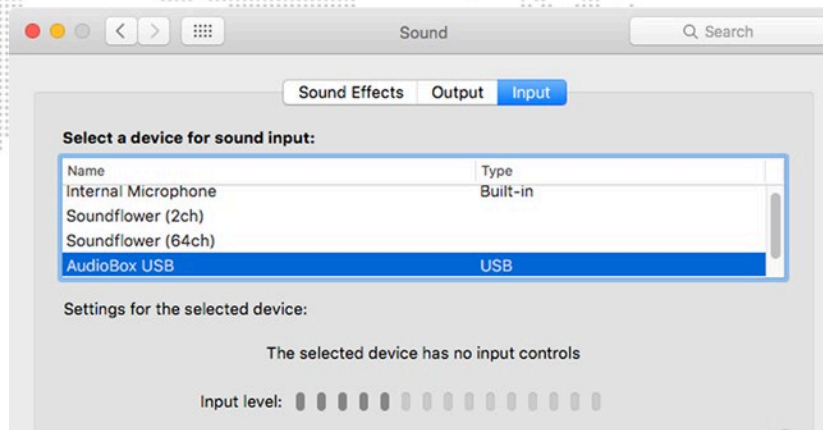 Sound
Search
Sound Effects Output Input
Select a device for sound input:
Name Type
Internal Microphone Built-in
Soundflower (2ch)
Soundflower (64ch)
AudioBox USB USB
Settings for the selected device:
The selected device has no input controls
Input level: